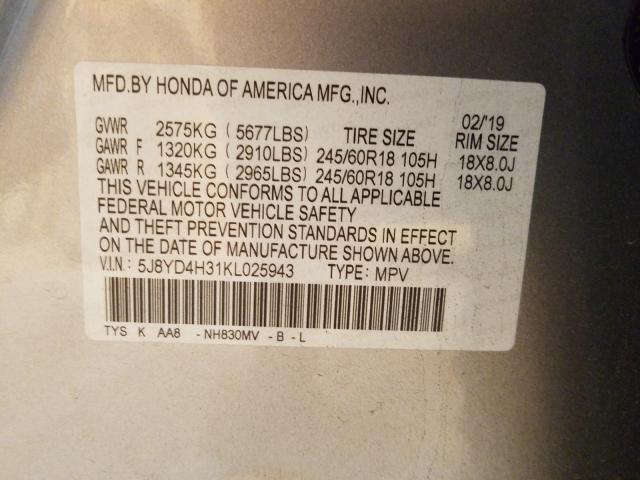 MFD.BY HONDA OF AMERICA MFG.,INC.
02/'19
GVWR 2575KG ( 5677LBS) TIRE SIZE RIM SIZE
GAWR F 1320KG ( 2910LBS) 245/60R18 105H 18X8.0J
GAWR R 1345KG ( 2965LBS) 245/60R18 105H 18X8.0J
THIS VEHICLE CONFORMS TO ALL APPLICABLE
FEDERAL MOTOR VEHICLE SAFETY
AND THEFT PREVENTION STANDARDS IN EFFECT
ON THE DATE OF MANUFACTURE SHOWN ABOVE.
V.I.N.: 5J8YD4H31KL025943 TYPE: MPV
TYS K AA8 - NH830MV - B - L